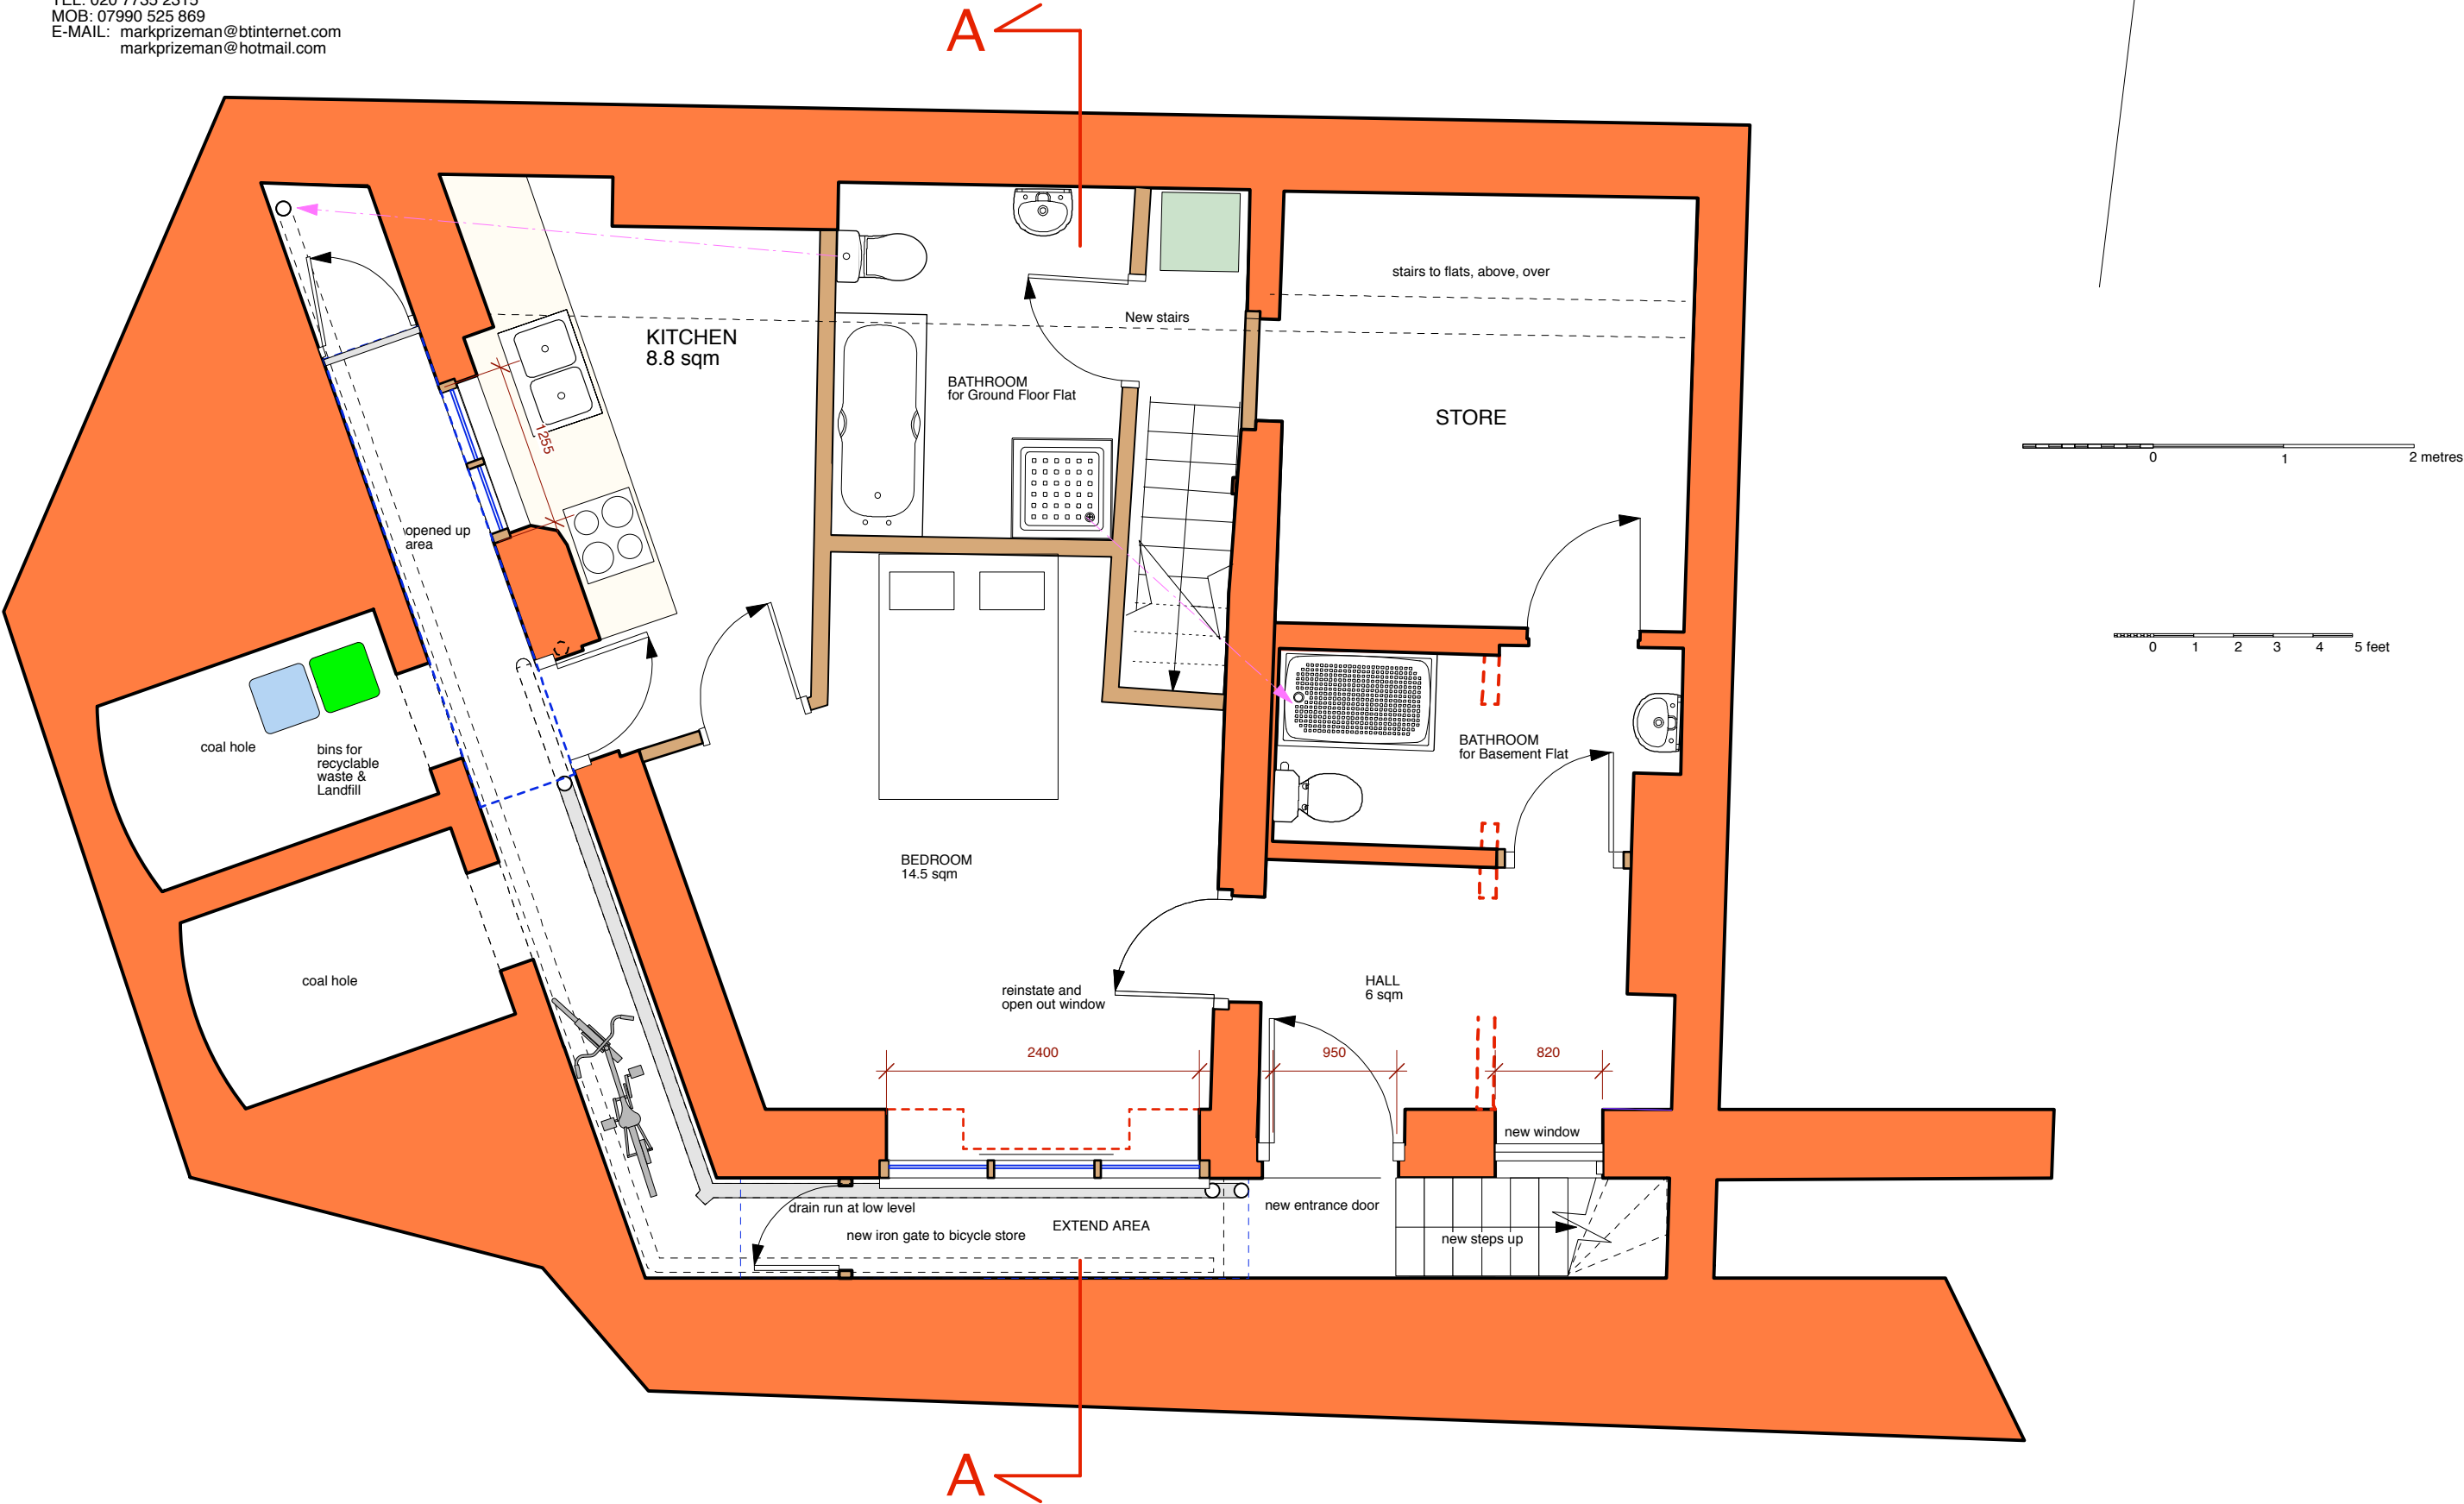 TEL: 020 7735 2315
MOB: 07990 525 869
E-MAIL: markprizeman@btinternet.com
markprizeman@hotmail.com
A
stairs to flats, above, over
New stairs
KITCHEN
8.8 sqm
BATHROOM
for Ground Floor Flat
STORE
1255
0 1 2 metres
opened up
area
0 1 2 3 4 5 feet
coal hole
bins for
recyclable
waste &
Landfill
BATHROOM
for Basement Flat
BEDROOM
14.5 sqm
coal hole
reinstate and
open out window
HALL
6 sqm
2400
950
820
new window
drain run at low level
new entrance door
EXTEND AREA
new iron gate to bicycle store
new steps up
A